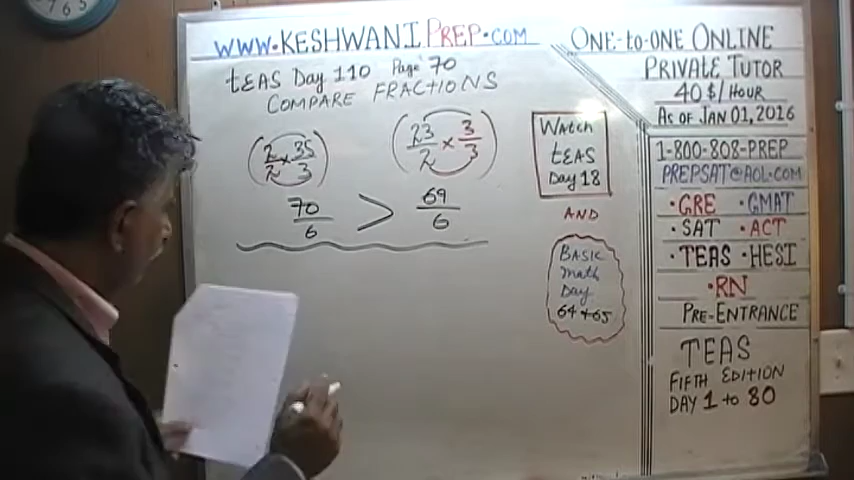 WWW.KESHWANIPREP.COM
tEAS Day 110 Page 70
COMPARE FRACTIONS
(2/2 × 35/3) (23/2 × 3/3)
70/6 > 69/6
Watch
tEAS
Day 18
AND
BASIC
math
Day
64 + 65
ONE-to-ONE ONLINE
PRIVATE TUTOR
40 $/HOUR
AS OF JAN 01, 2016
1-800-808-PREP
PREPSAT@AOL.COM
•GRE •GMAT
•SAT •ACT
•TEAS •HESI
•RN
PRE-ENTRANCE
TEAS
FIFTH EDITION
DAY 1 to 80